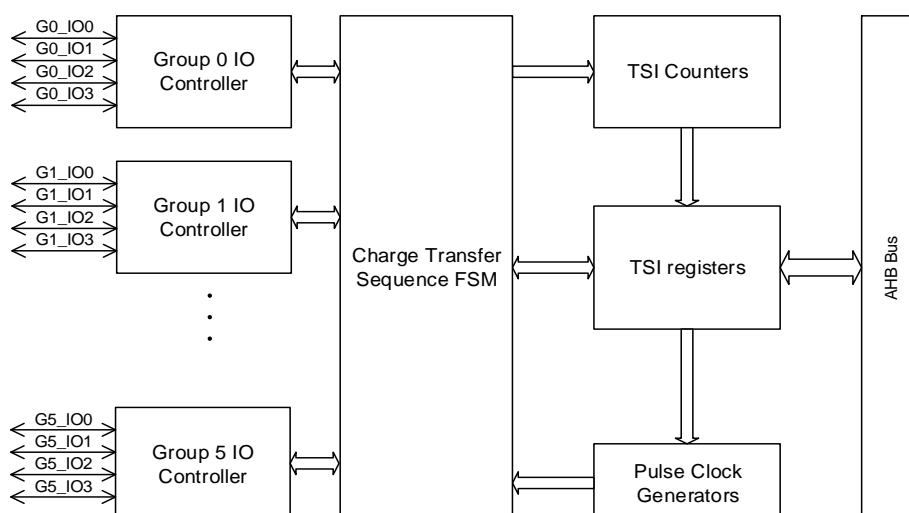 G0_IO0
G0_IO1
G0_IO2
G0_IO3
Group 0 IO
Controller
G1_IO0
G1_IO1
G1_IO2
G1_IO3
Group 1 IO
Controller
G5_IO0
G5_IO1
G5_IO2
G5_IO3
Group 5 IO
Controller
Charge Transfer
Sequence FSM
TSI Counters
TSI registers
Pulse Clock
Generators
AHB Bus